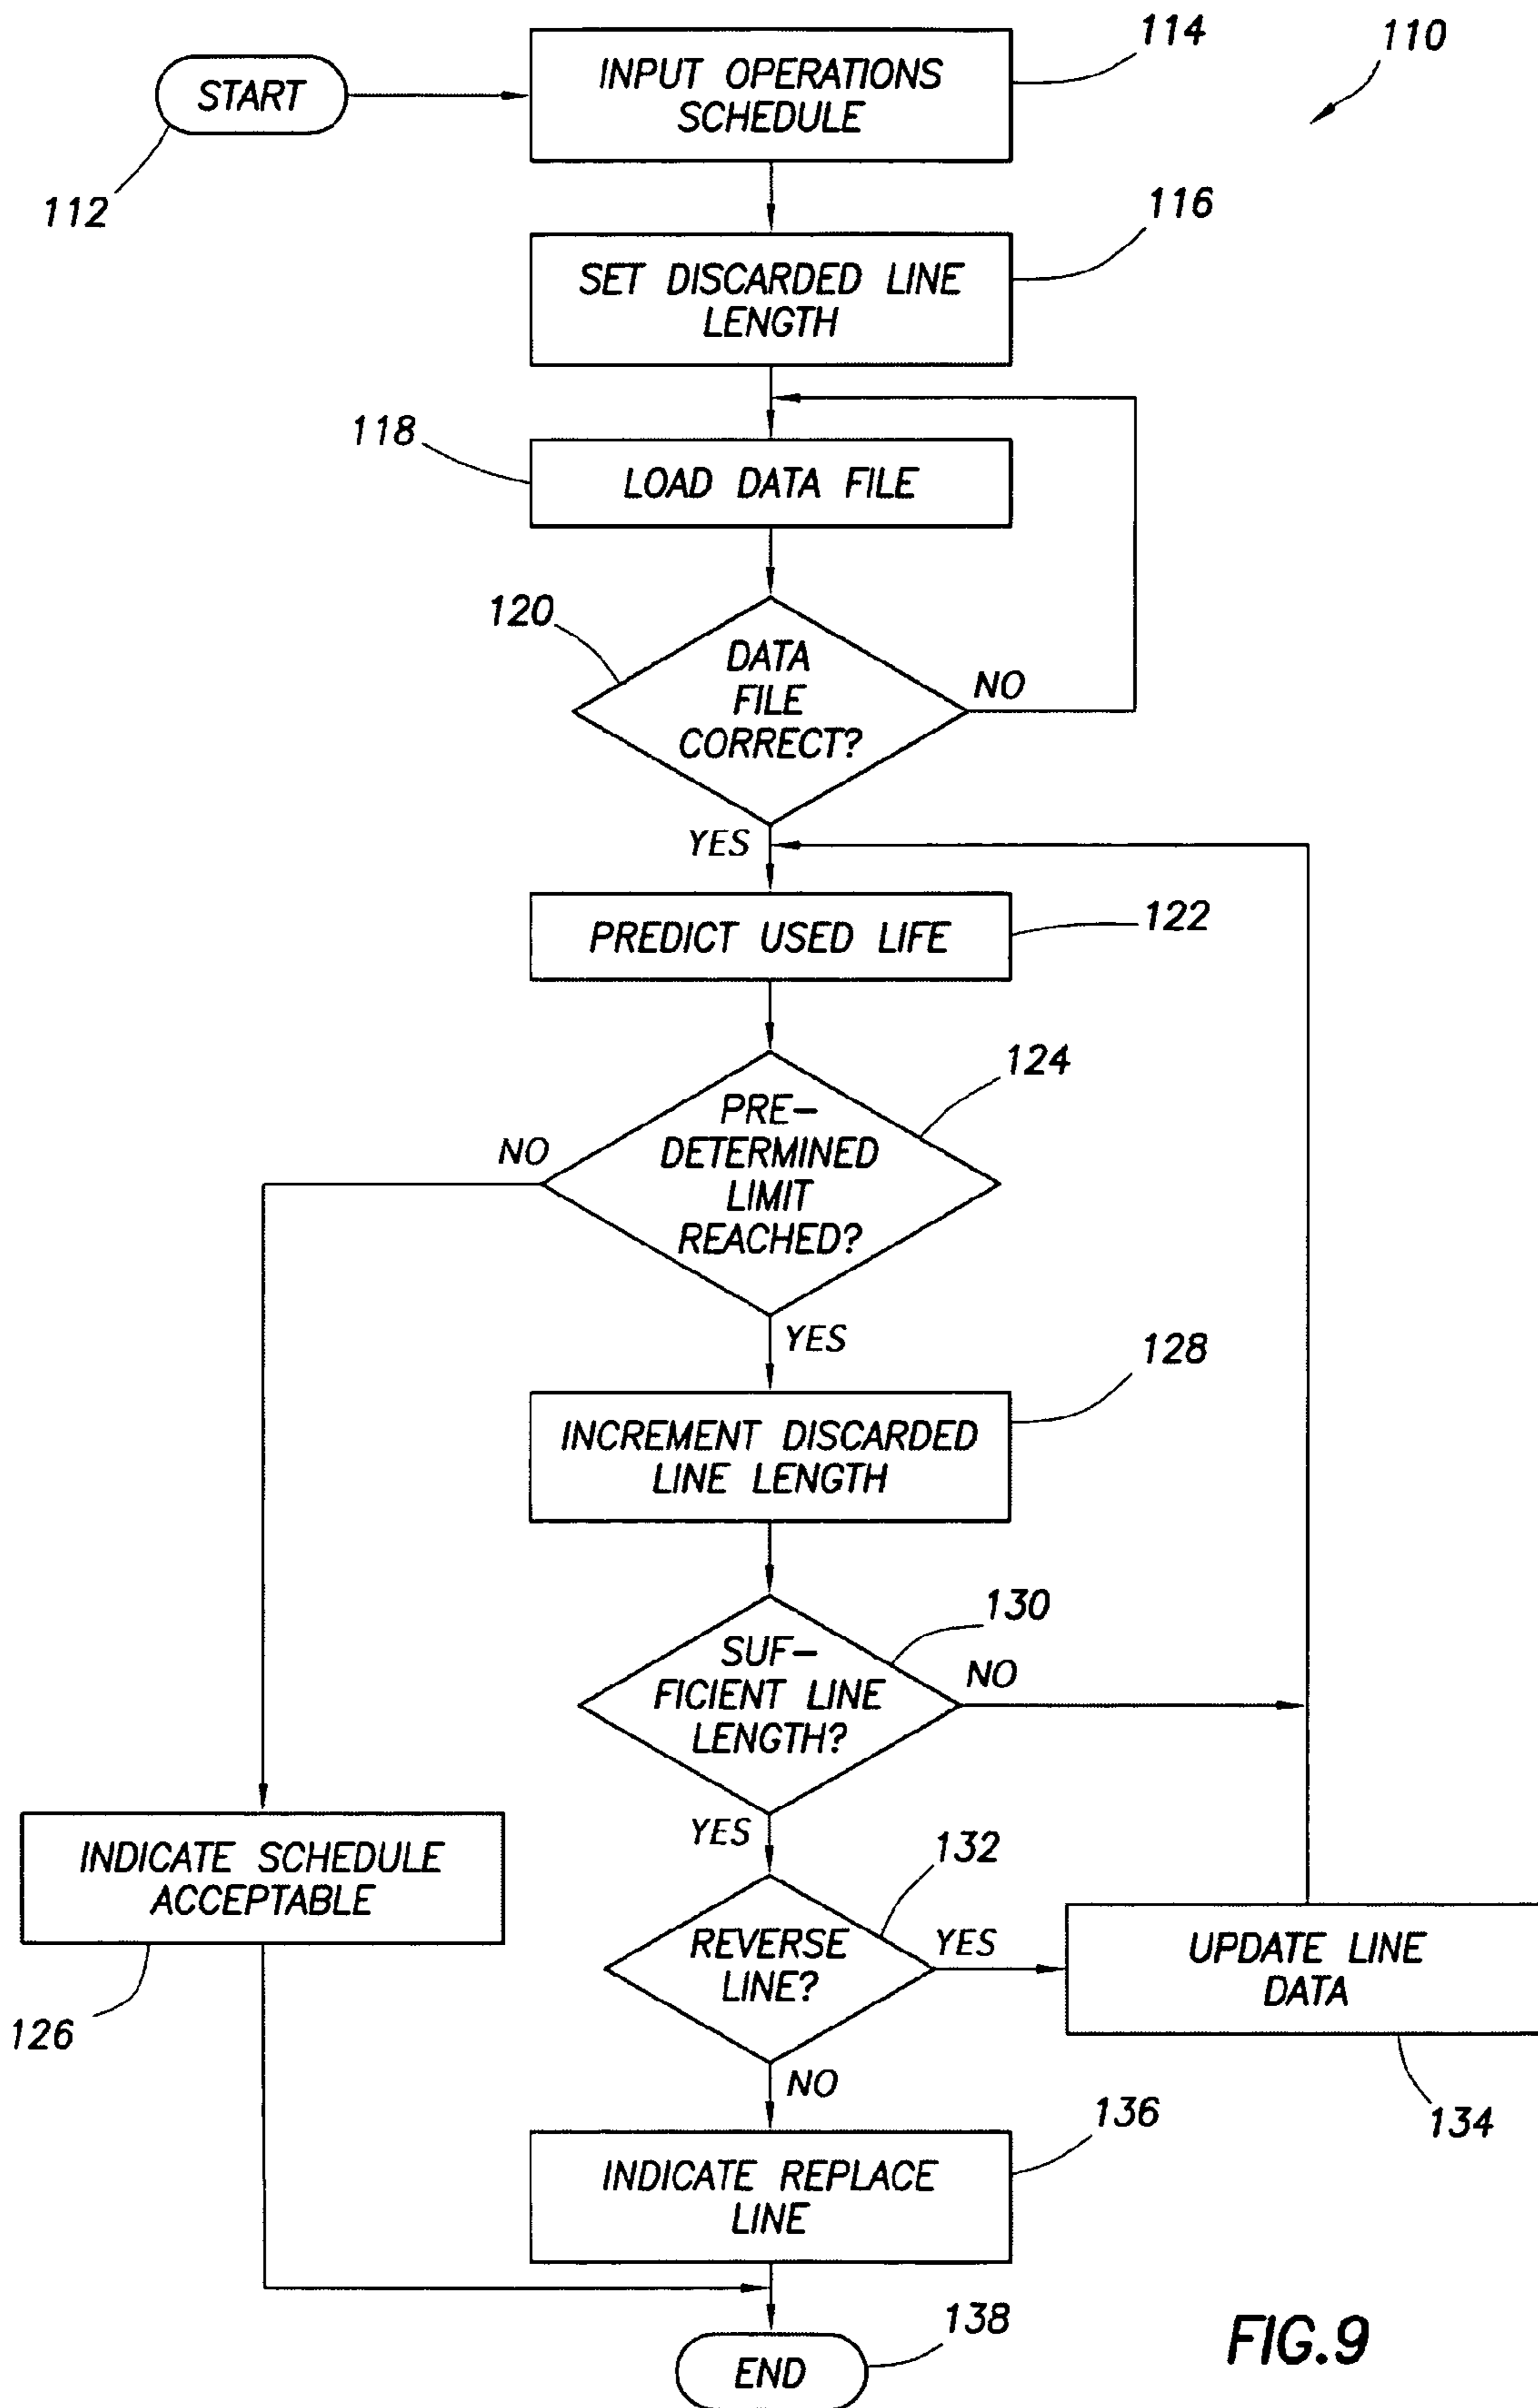 114
110
START
INPUT OPERATIONS
SCHEDULE
112
116
SET DISCARDED LINE
LENGTH
118
LOAD DATA FILE
120
DATA
FILE
CORRECT?
NO
YES
PREDICT USED LIFE
122
124
PRE-
DETERMINED
LIMIT
REACHED?
NO
YES
128
INCREMENT DISCARDED
LINE LENGTH
130
SUF-
FICIENT LINE
LENGTH?
NO
YES
132
INDICATE SCHEDULE
ACCEPTABLE
126
REVERSE
LINE?
YES
UPDATE LINE
DATA
134
NO
136
INDICATE REPLACE
LINE
138
END
FIG.9